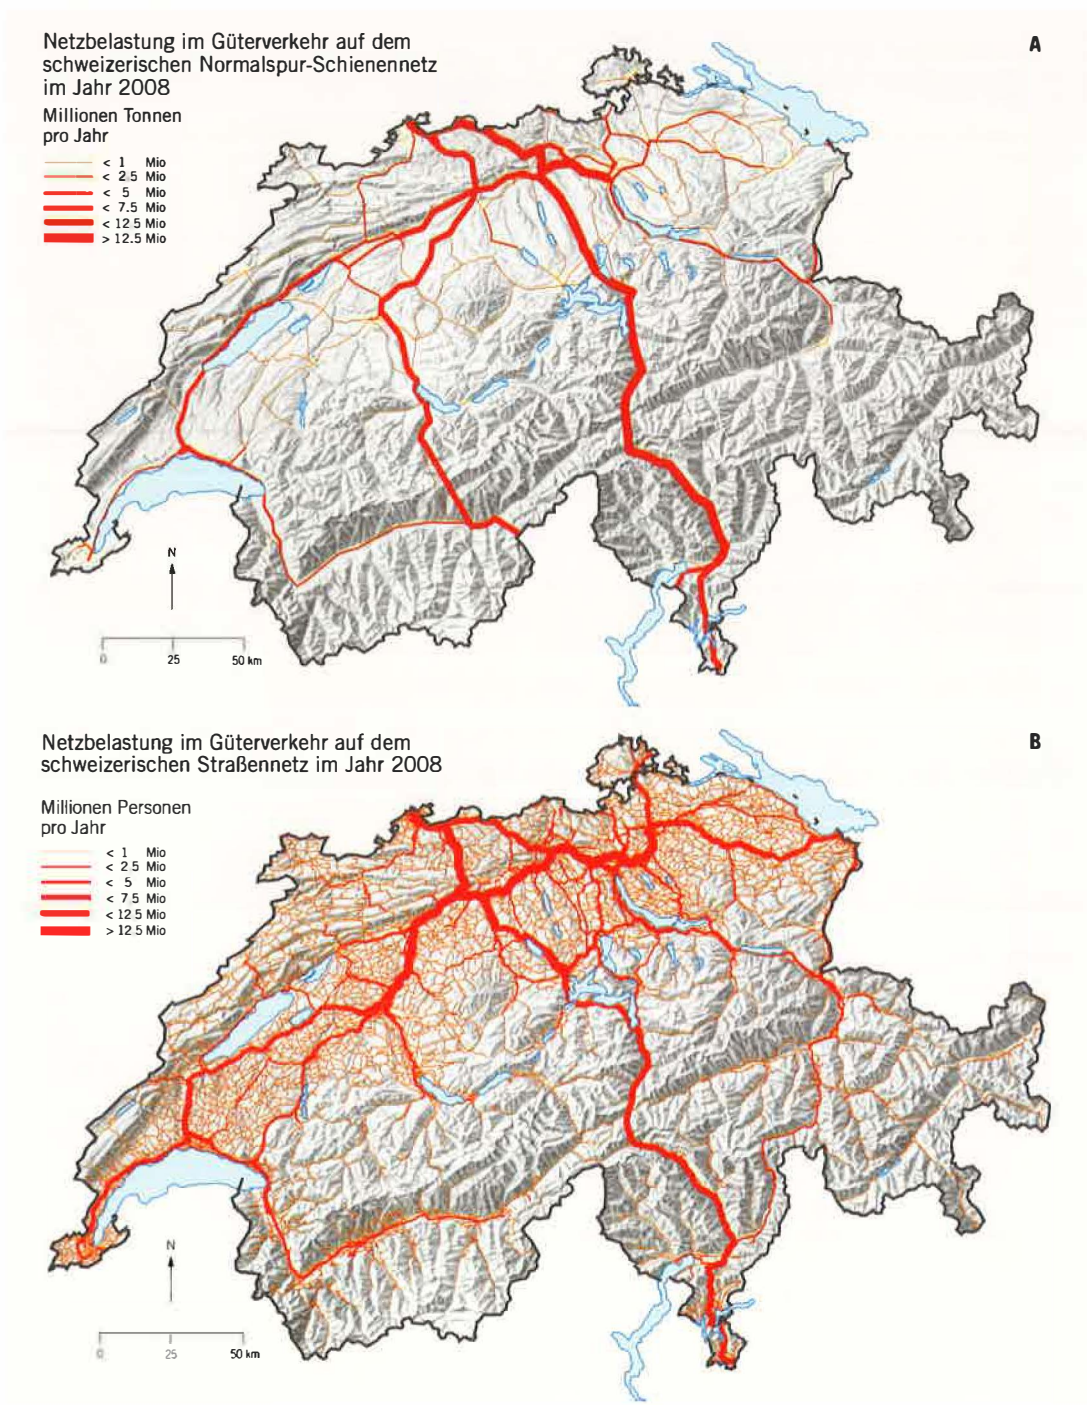 Netzbelastung im Güterverkehr auf dem
schweizerischen Normalspur-Schienennetz
im Jahr 2008
A
Millionen Tonnen
pro Jahr
< 1 Mio
< 2.5 Mio
< 5 Mio
< 7.5 Mio
< 12.5 Mio
> 12.5 Mio
N
0 25 50 km
Netzbelastung im Güterverkehr auf dem
schweizerischen Straßennetz im Jahr 2008
B
Millionen Personen
pro Jahr
< 1 Mio
< 2 5 Mio
< 5 Mio
< 7 5 Mio
< 12 5 Mio
> 12 5 Mio
N
0 25 50 km